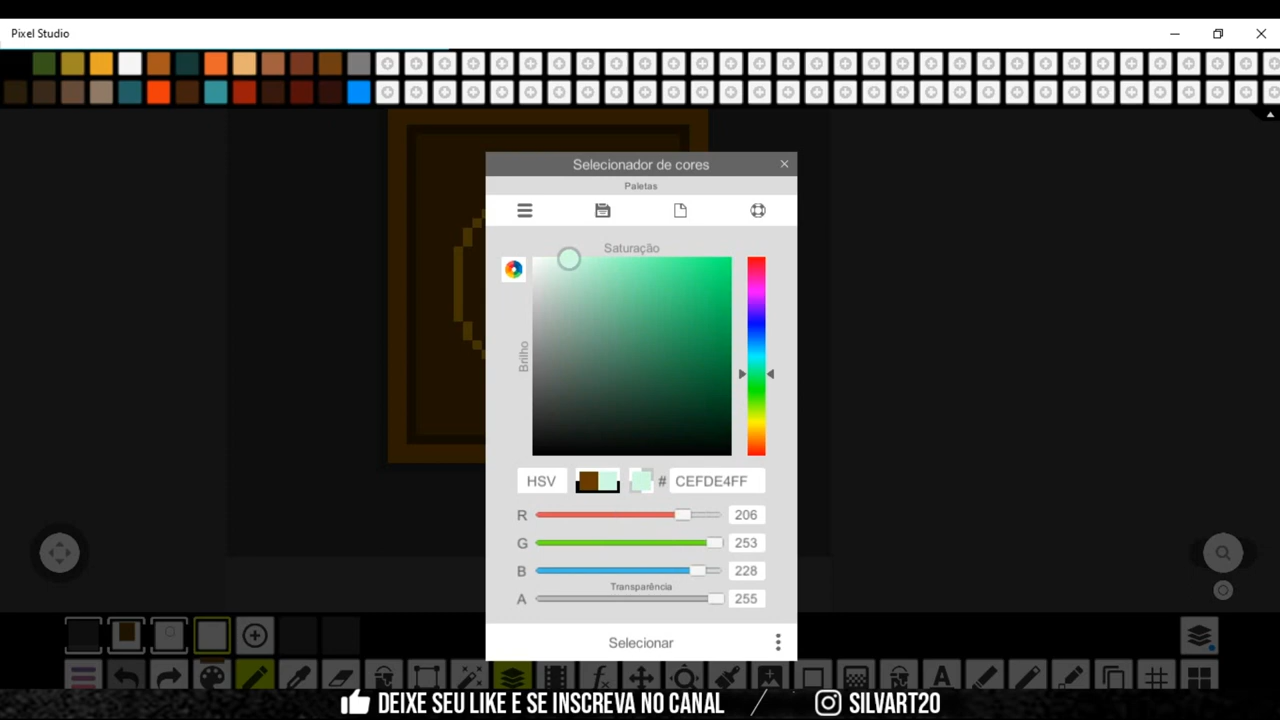 Pixel Studio
Selecionador de cores
Paletas
Saturação
Brilho
HSV
# CEFDE4FF
R 206
G 253
B 228
Transparência
A 255
Selecionar
DEIXE SEU LIKE E SE INSCREVA NO CANAL
SILVART20